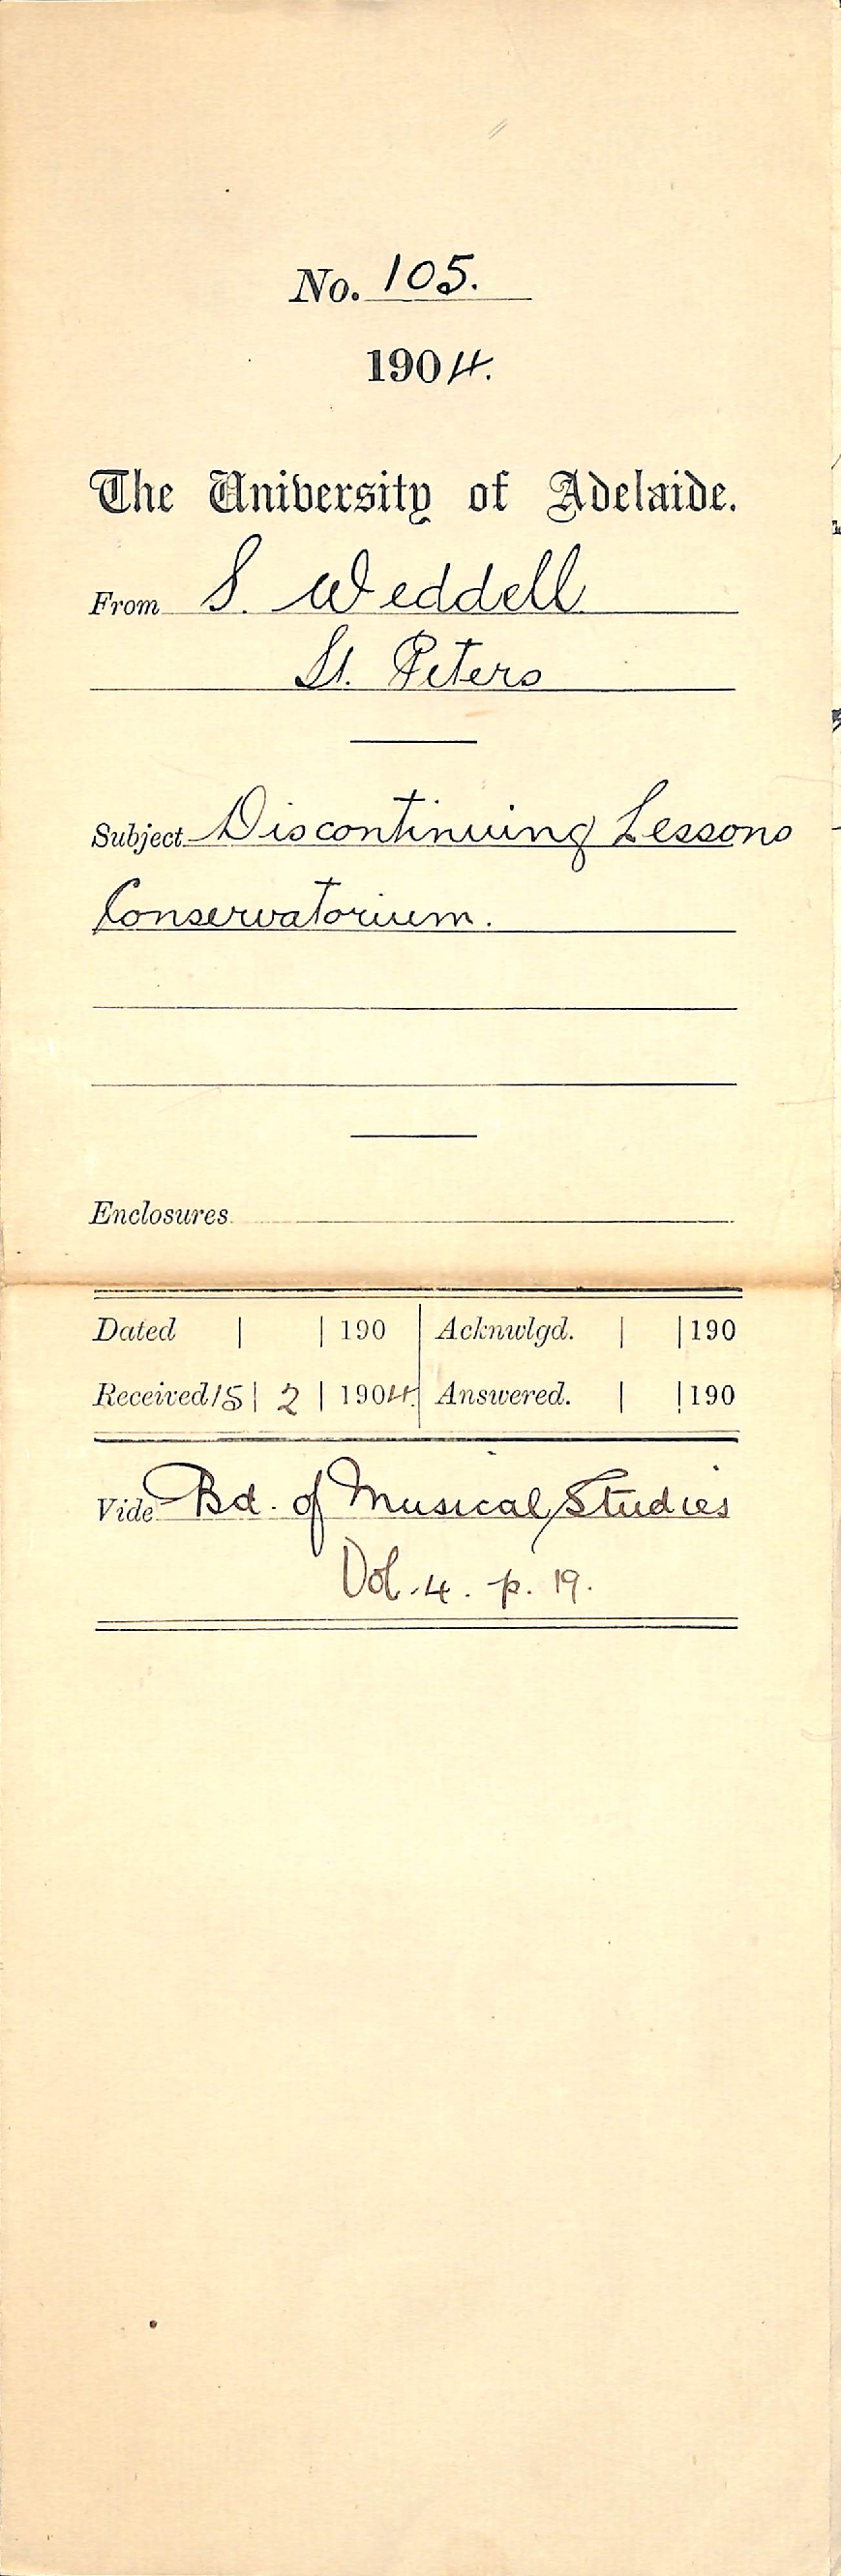 No. 105.
1904.
The University of Adelaide.
From S. Weddell
St. Peters
Subject Discontinuing Lessons
Conservatorium.
Enclosures
Dated | | 190 | Acknwlgd. | | 190
Received 15 | 2 | 1904. | Answered. | | 190
Vide Bd. of Musical Studies
Vol. 4. p. 19.